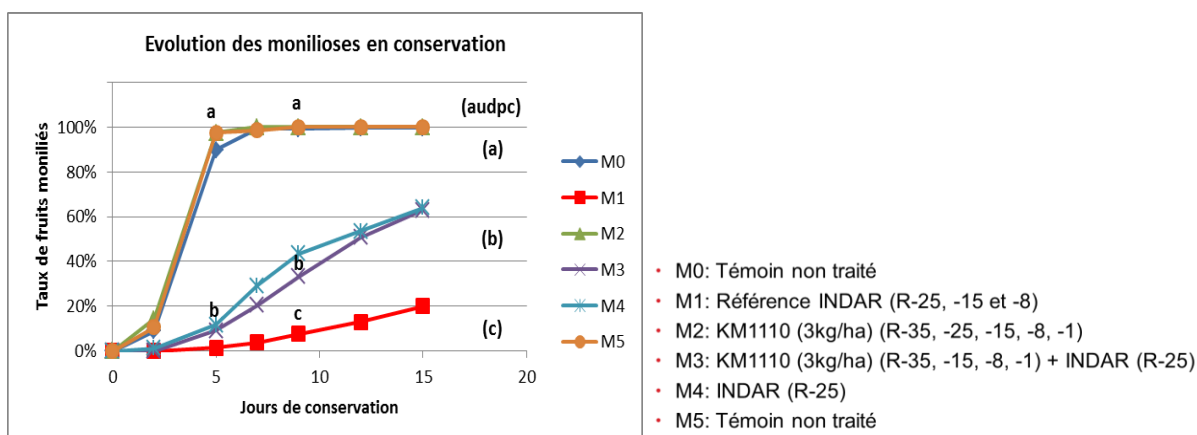 Evolution des monilioses en conservation
Taux de fruits moniliés
100%
80%
60%
40%
20%
0%
0
5
10
15
20
Jours de conservation
a
a
(audpc)
(a)
b
b
(b)
c
(c)
M0
M1
M2
M3
M4
M5
• M0: Témoin non traité
• M1: Référence INDAR (R-25, -15 et -8)
• M2: KM1110 (3kg/ha) (R-35, -25, -15, -8, -1)
• M3: KM1110 (3kg/ha) (R-35, -15, -8, -1) + INDAR (R-25)
• M4: INDAR (R-25)
• M5: Témoin non traité